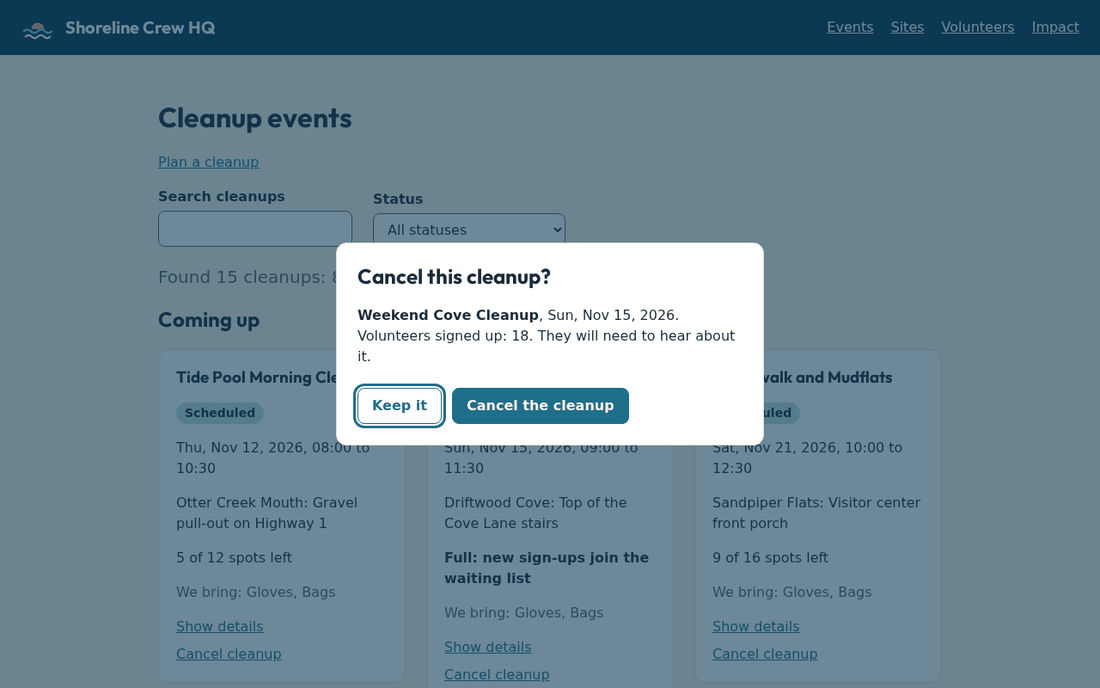 Shoreline Crew HQ
Events Sites Volunteers Impact
Cleanup events
Plan a cleanup
Search cleanups
Status
All statuses
Found 15 cleanups:
Coming up
Cancel this cleanup?
Weekend Cove Cleanup, Sun, Nov 15, 2026.
Volunteers signed up: 18. They will need to hear about
it.
Keep it
Cancel the cleanup
Tide Pool Morning
Scheduled
Thu, Nov 12, 2026, 08:00 to
10:30
Otter Creek Mouth: Gravel
pull-out on Highway 1
5 of 12 spots left
We bring: Gloves, Bags
Show details
Cancel cleanup
Sun, Nov 15, 2026, 09:00 to
11:30
Driftwood Cove: Top of the
Cove Lane stairs
Full: new sign-ups join the
waiting list
We bring: Gloves, Bags
Show details
Cancel cleanup
and Mudflats
Sat, Nov 21, 2026, 10:00 to
12:30
Sandpiper Flats: Visitor center
front porch
9 of 16 spots left
We bring: Gloves, Bags
Show details
Cancel cleanup